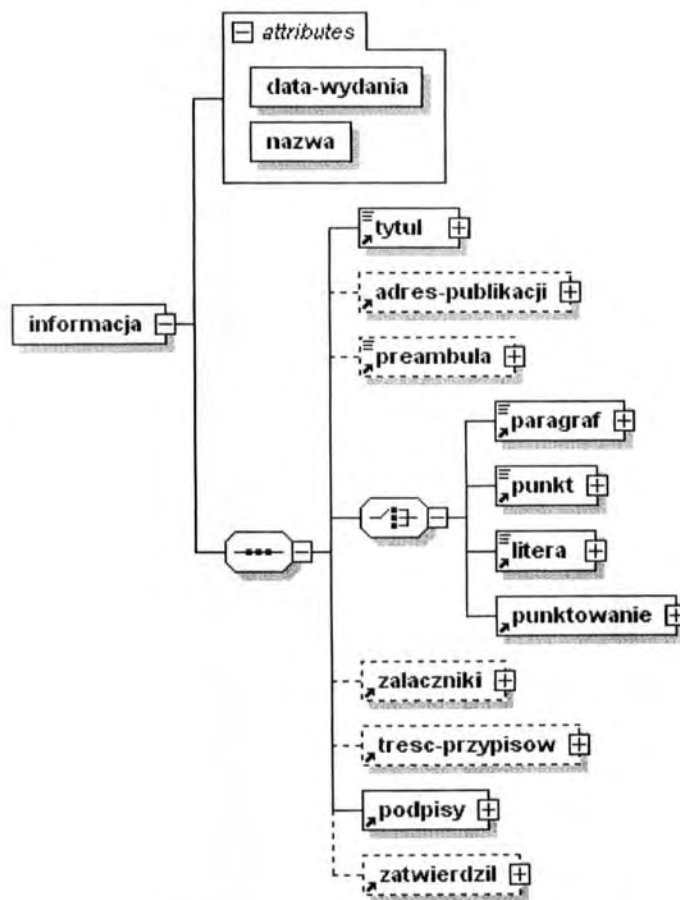 attributes
data-wydania
nazwa
tytul
adres-publikacji
informacja
preambula
paragraf
punkt
litera
punktowanie
zalaczniki
tresc-przypisow
podpisy
zatwierdzil